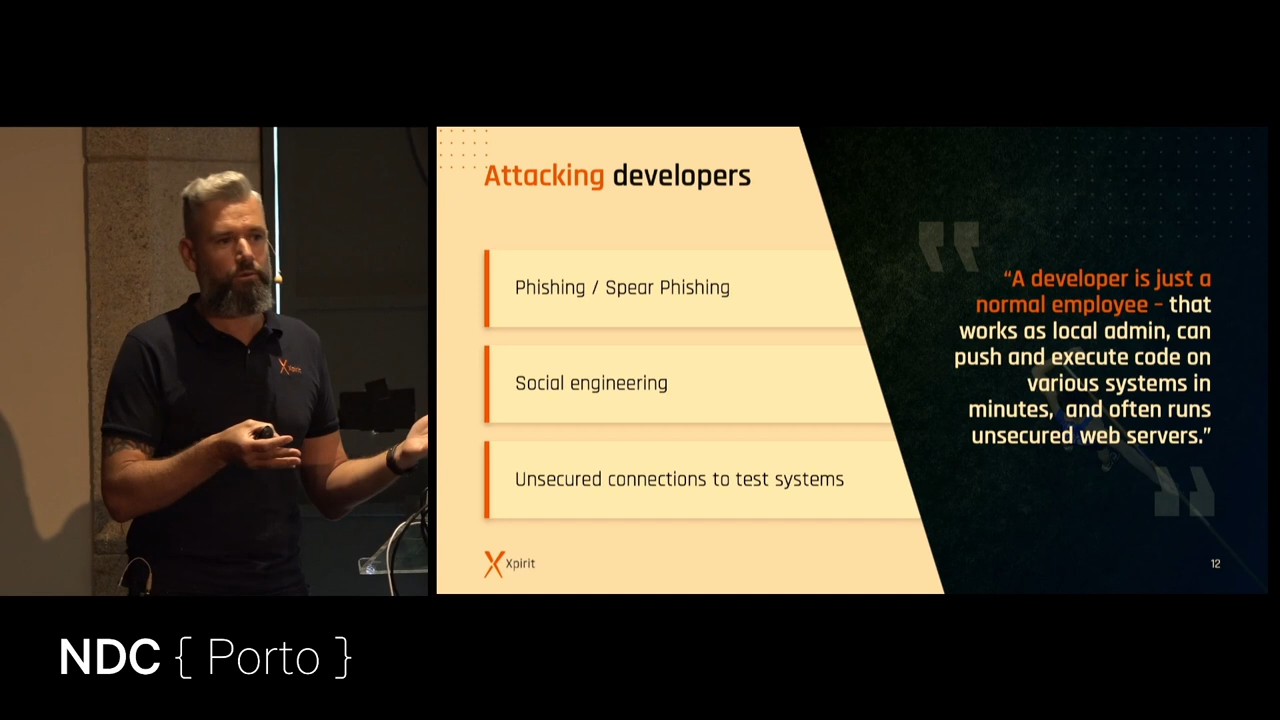 Attacking developers
Phishing / Spear Phishing
Social engineering
Unsecured connections to test systems
Xpirit
“A developer is just a
normal employee – that
works as local admin, can
push and execute code on
various systems in
minutes, and often runs
unsecured web servers.”
12
Xpirit
NDC { Porto }